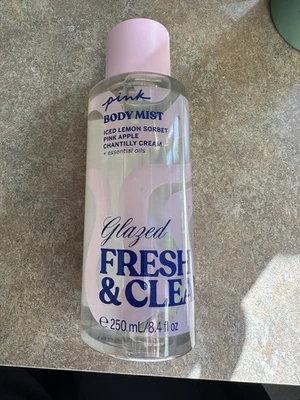 pink
BODY MIST
ICED LEMON SORBET
PINK APPLE
CHANTILLY CREAM
+ essential oils
Glazed
FRESH
& CLEA
℮ 250 mL/8.4 fl oz